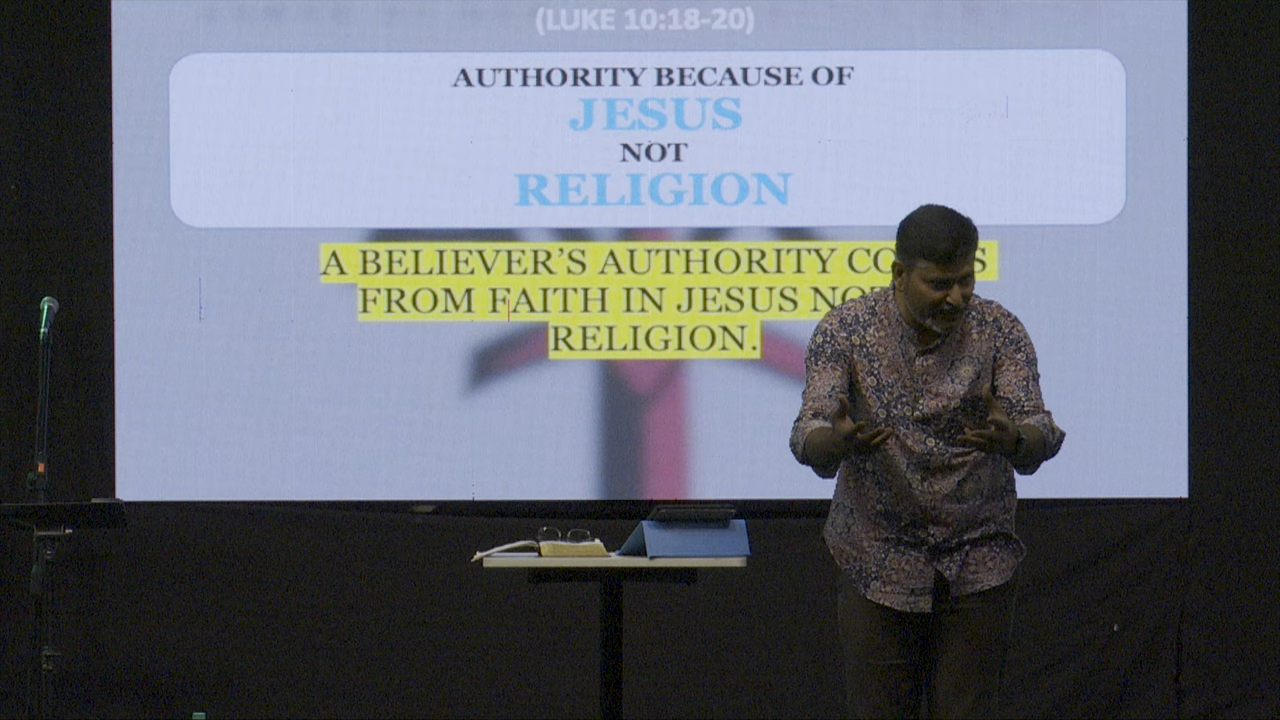 (LUKE 10:18-20)
AUTHORITY BECAUSE OF
JESUS
NOT
RELIGION
A BELIEVER'S AUTHORITY
FROM FAITH IN JESUS
RELIGION.